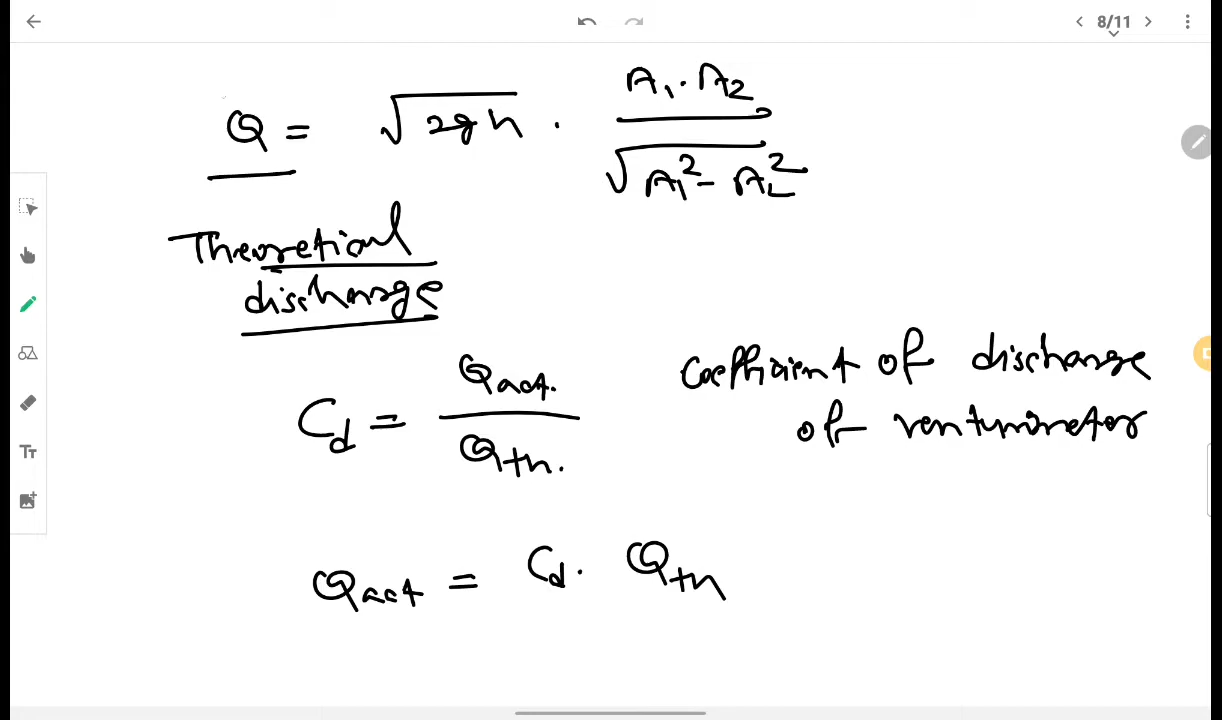 8/11
Q = √2gh · A₁ · A₂ / √A₁² - A₂²
Theoretical
discharge
Cd = Qact. / Qth.
coefficient of discharge
of venturimeter
Qact = Cd · Qth
Tт